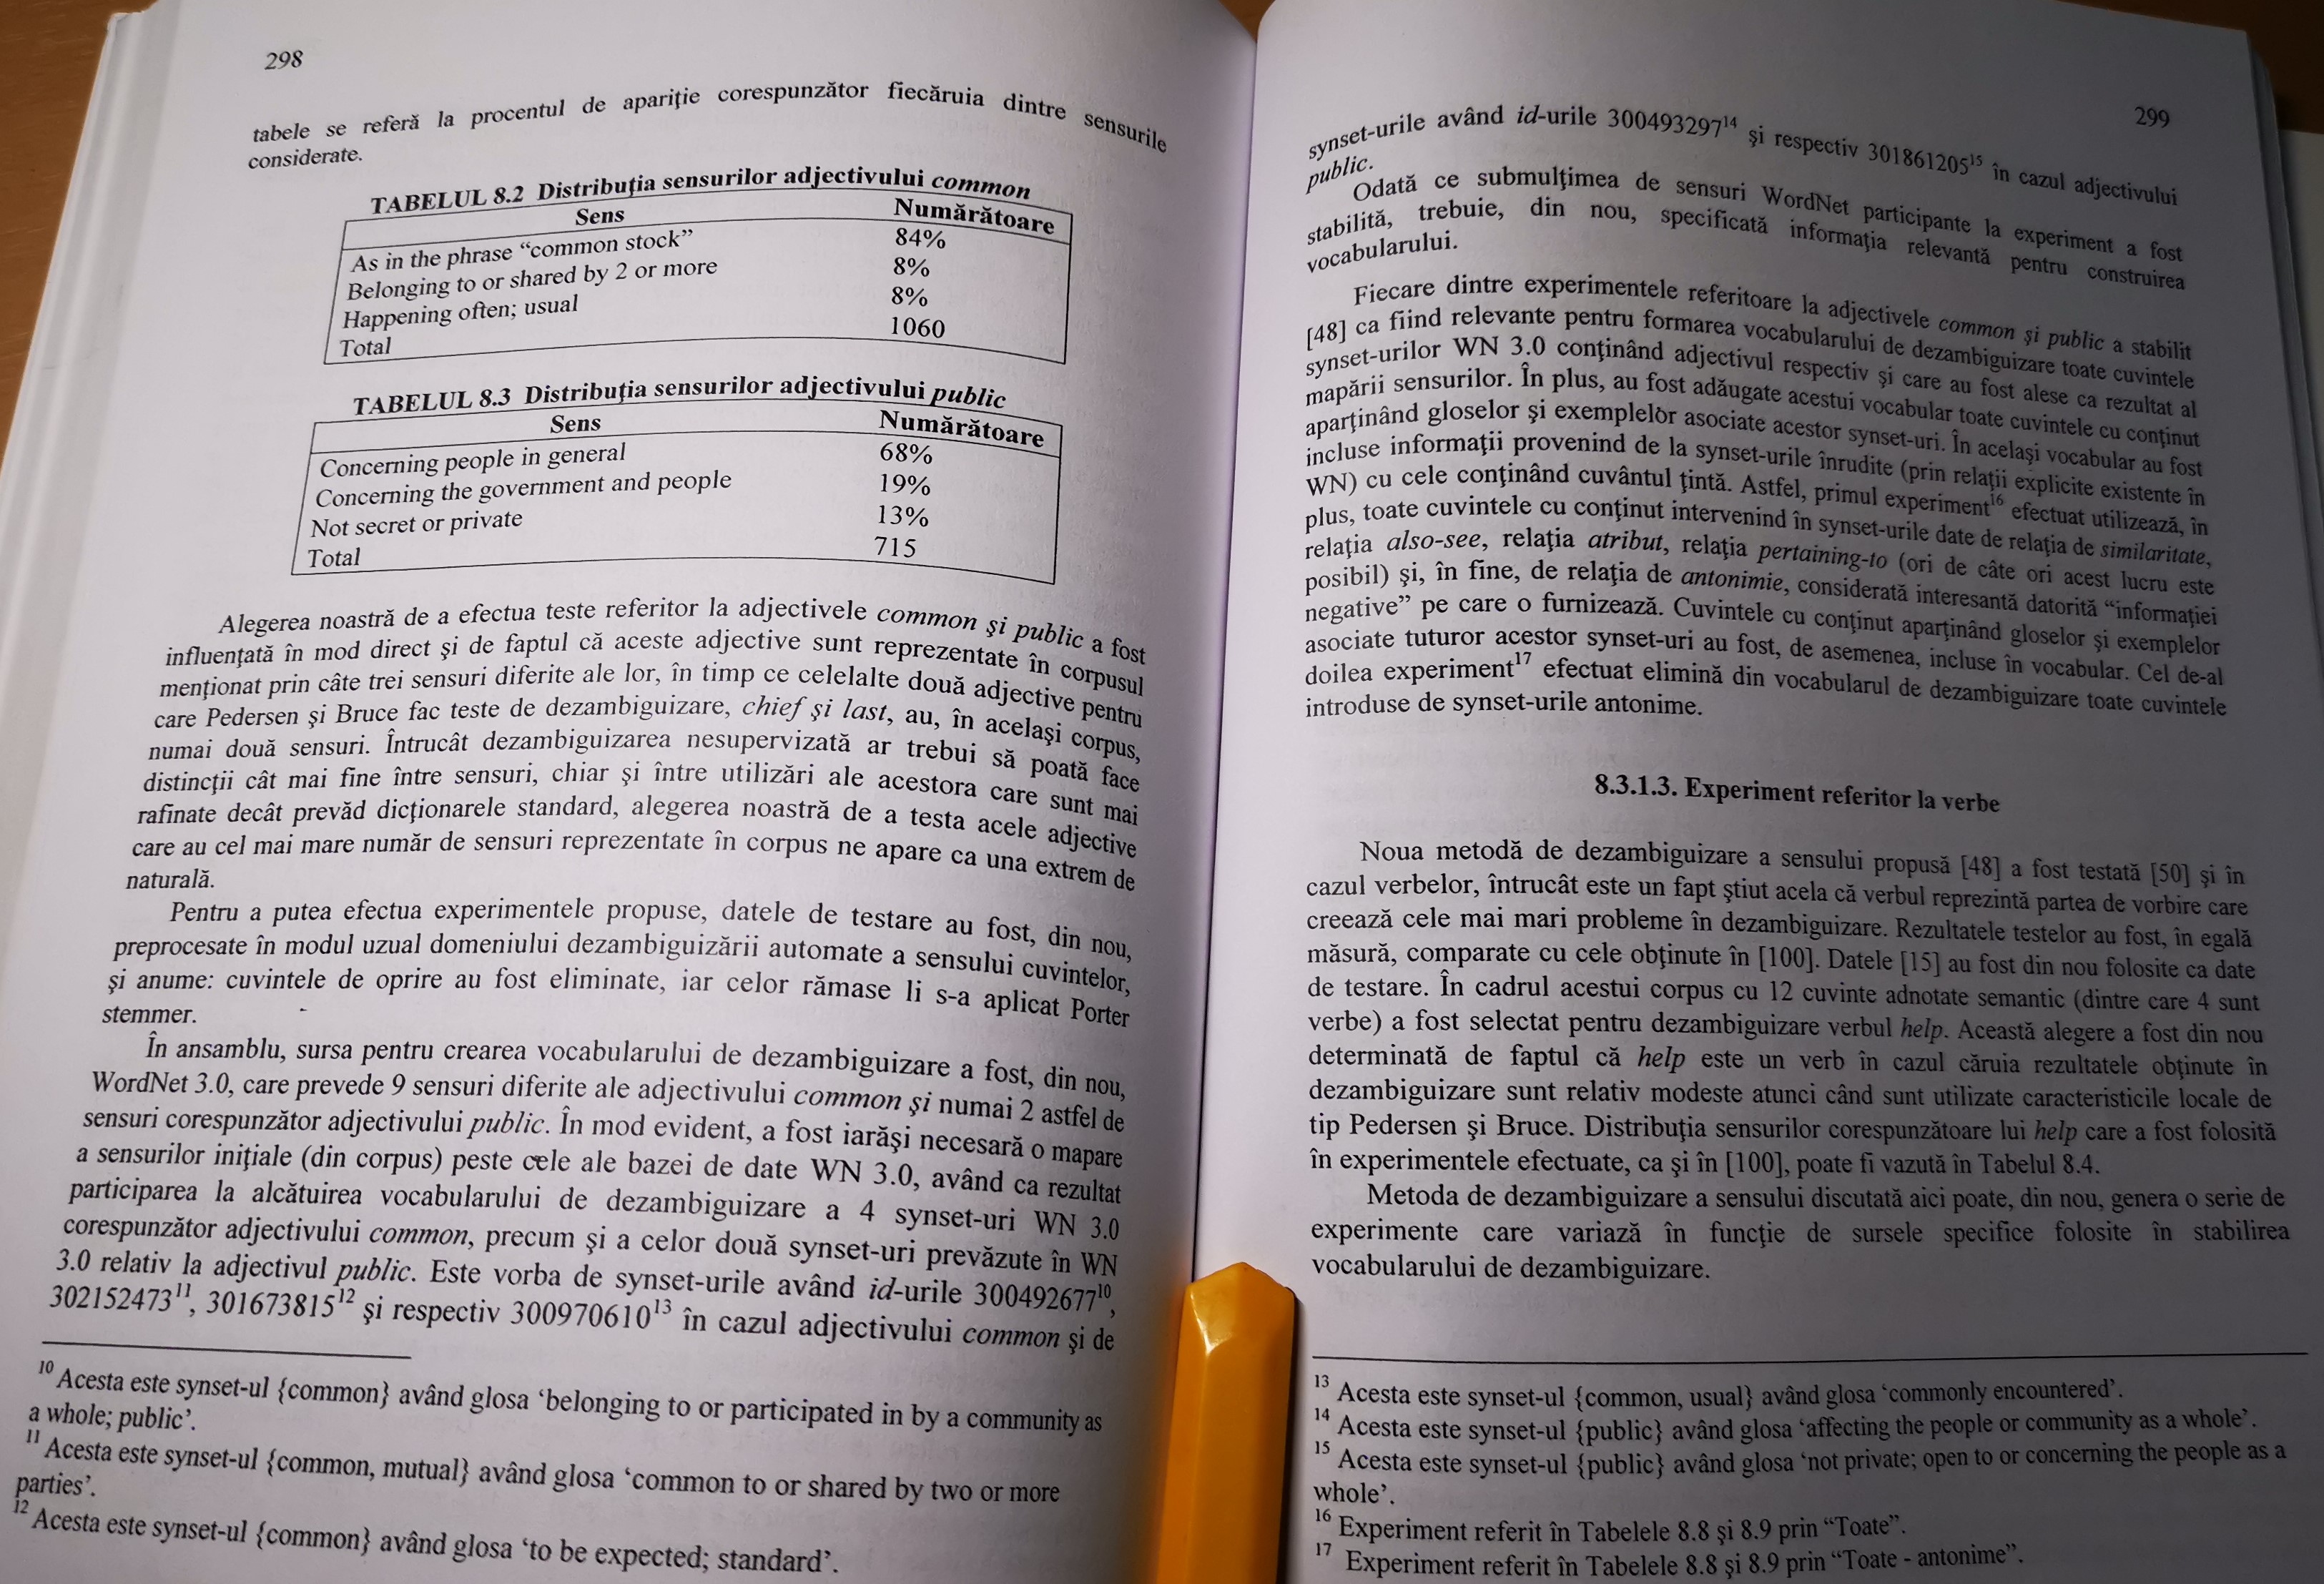 298
tabele se referă la procentul de apariţie corespunzător fiecăruia dintre sensurile
considerate.
TABELUL 8.2 Distribuţia sensurilor adjectivului common
Sens Numărătoare
As in the phrase “common stock” 84%
Belonging to or shared by 2 or more 8%
Happening often; usual 8%
Total 1060
TABELUL 8.3 Distribuţia sensurilor adjectivului public
Sens Numărătoare
Concerning people in general 68%
Concerning the government and people 19%
Not secret or private 13%
Total 715
Alegerea noastră de a efectua teste referitor la adjectivele common şi public a fost
influenţată în mod direct şi de faptul că aceste adjective sunt reprezentate în corpusul
menţionat prin câte trei sensuri diferite ale lor, în timp ce celelalte două adjective pentru
care Pedersen şi Bruce fac teste de dezambiguizare, chief şi last, au, în acelaşi corpus,
numai două sensuri. Întrucât dezambiguizarea nesupervizată ar trebui să poată face
distincţii cât mai fine între sensuri, chiar şi între utilizări ale acestora care sunt mai
rafinate decât prevăd dicţionarele standard, alegerea noastră de a testa acele adjective
care au cel mai mare număr de sensuri reprezentate în corpus ne apare ca una extrem de
naturală.
Pentru a putea efectua experimentele propuse, datele de testare au fost, din nou,
preprocesate în modul uzual domeniului dezambiguizării automate a sensului cuvintelor,
şi anume: cuvintele de oprire au fost eliminate, iar celor rămase li s-a aplicat Porter
stemmer.
În ansamblu, sursa pentru crearea vocabularului de dezambiguizare a fost, din nou,
WordNet 3.0, care prevede 9 sensuri diferite ale adjectivului common şi numai 2 astfel de
sensuri corespunzător adjectivului public. În mod evident, a fost iarăşi necesară o mapare
a sensurilor iniţiale (din corpus) peste cele ale bazei de date WN 3.0, având ca rezultat
participarea la alcătuirea vocabularului de dezambiguizare a 4 synset-uri WN 3.0
corespunzător adjectivului common, precum şi a celor două synset-uri prevăzute în WN
3.0 relativ la adjectivul public. Este vorba de synset-urile având id-urile 300492677¹⁰,
302152473¹¹, 301673815¹² şi respectiv 300970610¹³ în cazul adjectivului common şi de
¹⁰ Acesta este synset-ul {common} având glosa ‘belonging to or participated in by a community as
a whole; public’.
¹¹ Acesta este synset-ul {common, mutual} având glosa ‘common to or shared by two or more
parties’.
¹² Acesta este synset-ul {common} având glosa ‘to be expected; standard’.
299
synset-urile având id-urile 300493297¹⁴ şi respectiv 301861205¹⁵ în cazul adjectivului
public.
Odată ce submulţimea de sensuri WordNet participante la experiment a fost
stabilită, trebuie, din nou, specificată informaţia relevantă pentru construirea
vocabularului.
Fiecare dintre experimentele referitoare la adjectivele common şi public a stabilit
[48] ca fiind relevante pentru formarea vocabularului de dezambiguizare toate cuvintele
synset-urilor WN 3.0 conţinând adjectivul respectiv şi care au fost alese ca rezultat al
mapării sensurilor. În plus, au fost adăugate acestui vocabular toate cuvintele cu conţinut
aparţinând gloselor şi exemplelor asociate acestor synset-uri. În acelaşi vocabular au fost
incluse informaţii provenind de la synset-urile înrudite (prin relaţii explicite existente în
WN) cu cele conţinând cuvântul ţintă. Astfel, primul experiment¹⁶ efectuat utilizează, în
plus, toate cuvintele cu conţinut intervenind în synset-urile date de relaţia de similaritate,
relaţia also-see, relaţia atribut, relaţia pertaining-to (ori de câte ori acest lucru este
posibil) şi, în fine, de relaţia de antonimie, considerată interesantă datorită “informaţiei
negative” pe care o furnizează. Cuvintele cu conţinut aparţinând gloselor şi exemplelor
asociate tuturor acestor synset-uri au fost, de asemenea, incluse în vocabular. Cel de-al
doilea experiment¹⁷ efectuat elimină din vocabularul de dezambiguizare toate cuvintele
introduse de synset-urile antonime.
8.3.1.3. Experiment referitor la verbe
Noua metodă de dezambiguizare a sensului propusă [48] a fost testată [50] şi în
cazul verbelor, întrucât este un fapt ştiut acela că verbul reprezintă partea de vorbire care
creează cele mai mari probleme în dezambiguizare. Rezultatele testelor au fost, în egală
măsură, comparate cu cele obţinute în [100]. Datele [15] au fost din nou folosite ca date
de testare. În cadrul acestui corpus cu 12 cuvinte adnotate semantic (dintre care 4 sunt
verbe) a fost selectat pentru dezambiguizare verbul help. Această alegere a fost din nou
determinată de faptul că help este un verb în cazul căruia rezultatele obţinute în
dezambiguizare sunt relativ modeste atunci când sunt utilizate caracteristicile locale de
tip Pedersen şi Bruce. Distribuţia sensurilor corespunzătoare lui help care a fost folosită
în experimentele efectuate, ca şi în [100], poate fi vazută în Tabelul 8.4.
Metoda de dezambiguizare a sensului discutată aici poate, din nou, genera o serie de
experimente care variază în funcţie de sursele specifice folosite în stabilirea
vocabularului de dezambiguizare.
¹³ Acesta este synset-ul {common, usual} având glosa ‘commonly encountered’.
¹⁴ Acesta este synset-ul {public} având glosa ‘affecting the people or community as a whole’.
¹⁵ Acesta este synset-ul {public} având glosa ‘not private; open to or concerning the people as a
whole’.
¹⁶ Experiment referit în Tabelele 8.8 şi 8.9 prin “Toate”.
¹⁷ Experiment referit în Tabelele 8.8 şi 8.9 prin “Toate - antonime”.